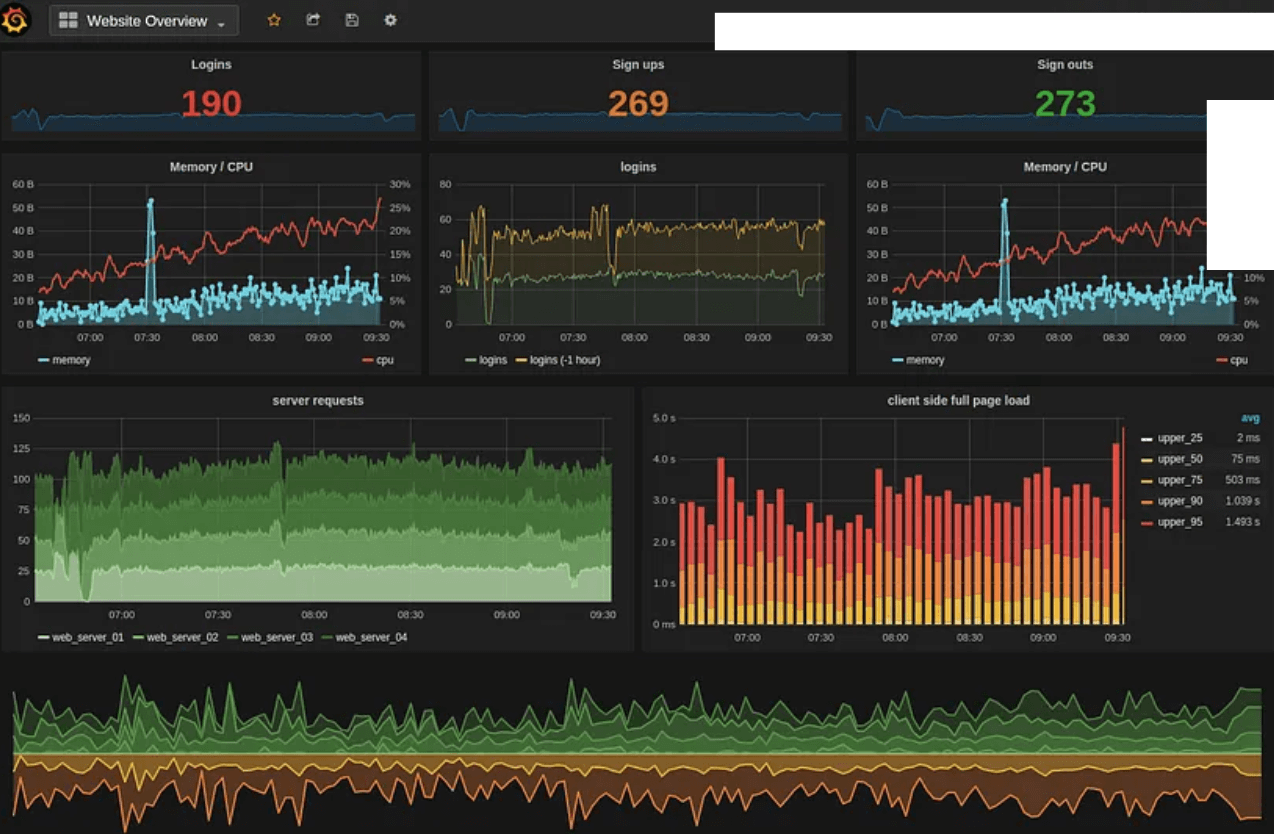 Website Overview
Logins
190
Sign ups
269
Sign outs
273
Memory / CPU
60 B
50 B
40 B
30 B
20 B
10 B
0 B
30%
25%
20%
15%
10%
5%
0%
07:00 07:30 08:00 08:30 09:00 09:30
memory cpu
logins
80
60
40
20
0
07:00 07:30 08:00 08:30 09:00 09:30
logins logins (-1 hour)
Memory / CPU
60 B
50 B
40 B
30 B
20 B
10 B
0 B
10%
5%
0%
07:00 07:30 08:00 08:30 09:00 09:30
memory cpu
server requests
150
125
100
75
50
25
0
07:00 07:30 08:00 08:30 09:00 09:30
web_server_01 web_server_02 web_server_03 web_server_04
client side full page load
5.0 s
4.0 s
3.0 s
2.0 s
1.0 s
0 ms
07:00 07:30 08:00 08:30 09:00 09:30
avg
upper_25 2 ms
upper_50 75 ms
upper_75 503 ms
upper_90 1.039 s
upper_95 1.493 s